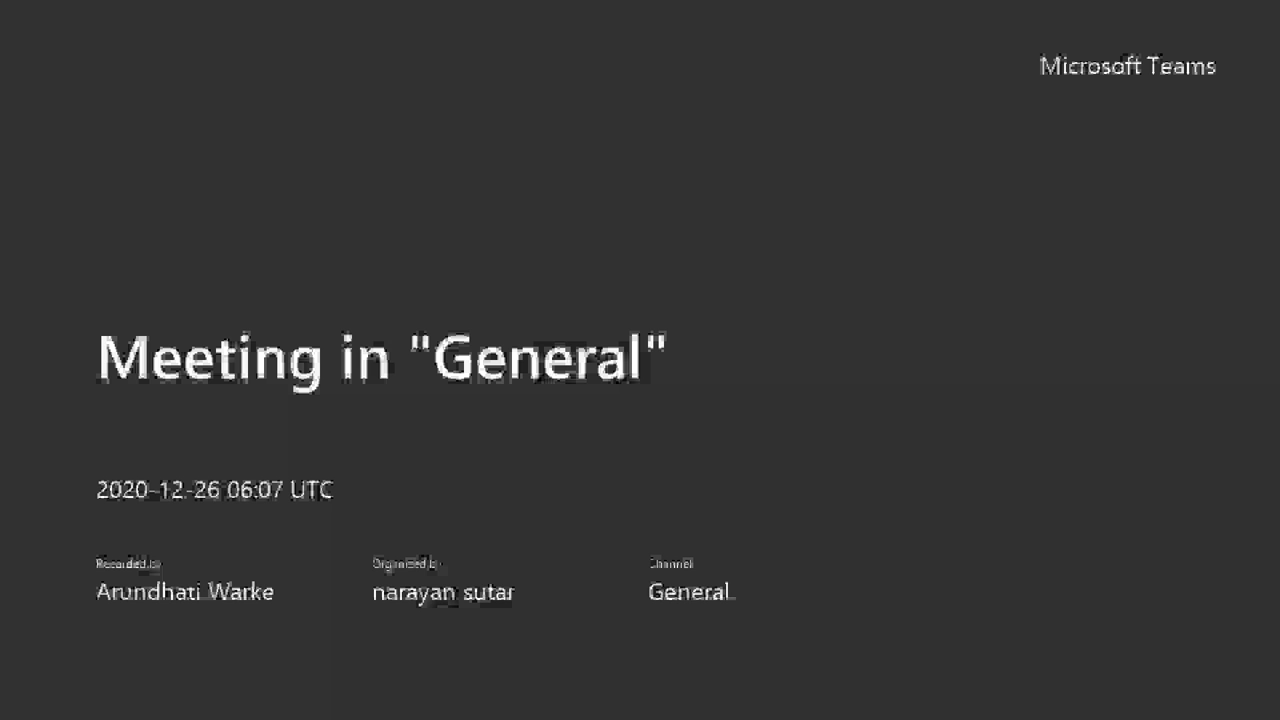 Microsoft Teams
Meeting in "General"
2020-12-26 06:07 UTC
Recorded by Organized by Channel
Arundhati Warke narayan sutar General